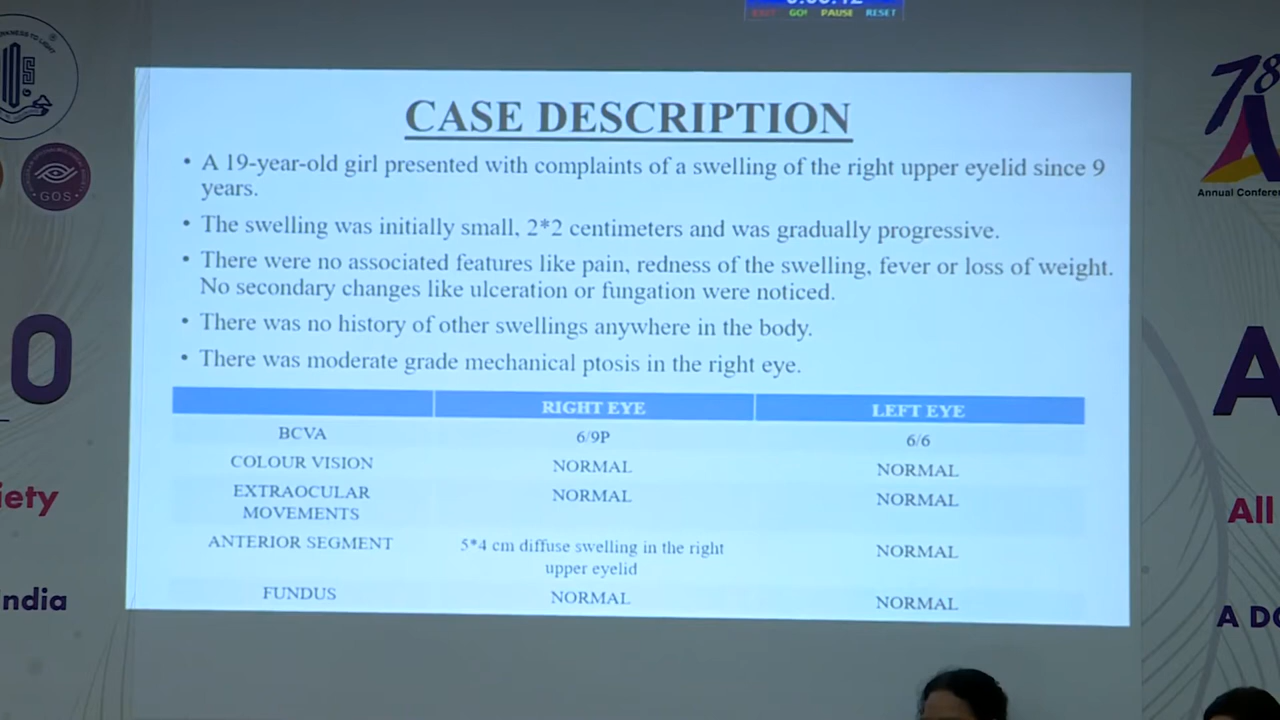 GO! PAUSE RESET
CASE DESCRIPTION
• A 19-year-old girl presented with complaints of a swelling of the right upper eyelid since 9
years.
• The swelling was initially small, 2*2 centimeters and was gradually progressive.
• There were no associated features like pain, redness of the swelling, fever or loss of weight.
No secondary changes like ulceration or fungation were noticed.
• There was no history of other swellings anywhere in the body.
• There was moderate grade mechanical ptosis in the right eye.
RIGHT EYE LEFT EYE
BCVA 6/9P 6/6
COLOUR VISION NORMAL NORMAL
EXTRAOCULAR
MOVEMENTS NORMAL NORMAL
ANTERIOR SEGMENT 5*4 cm diffuse swelling in the right
upper eyelid NORMAL
FUNDUS NORMAL NORMAL
GOS
78
Annual Conferen
O
A
iety
All
ndia
A DO